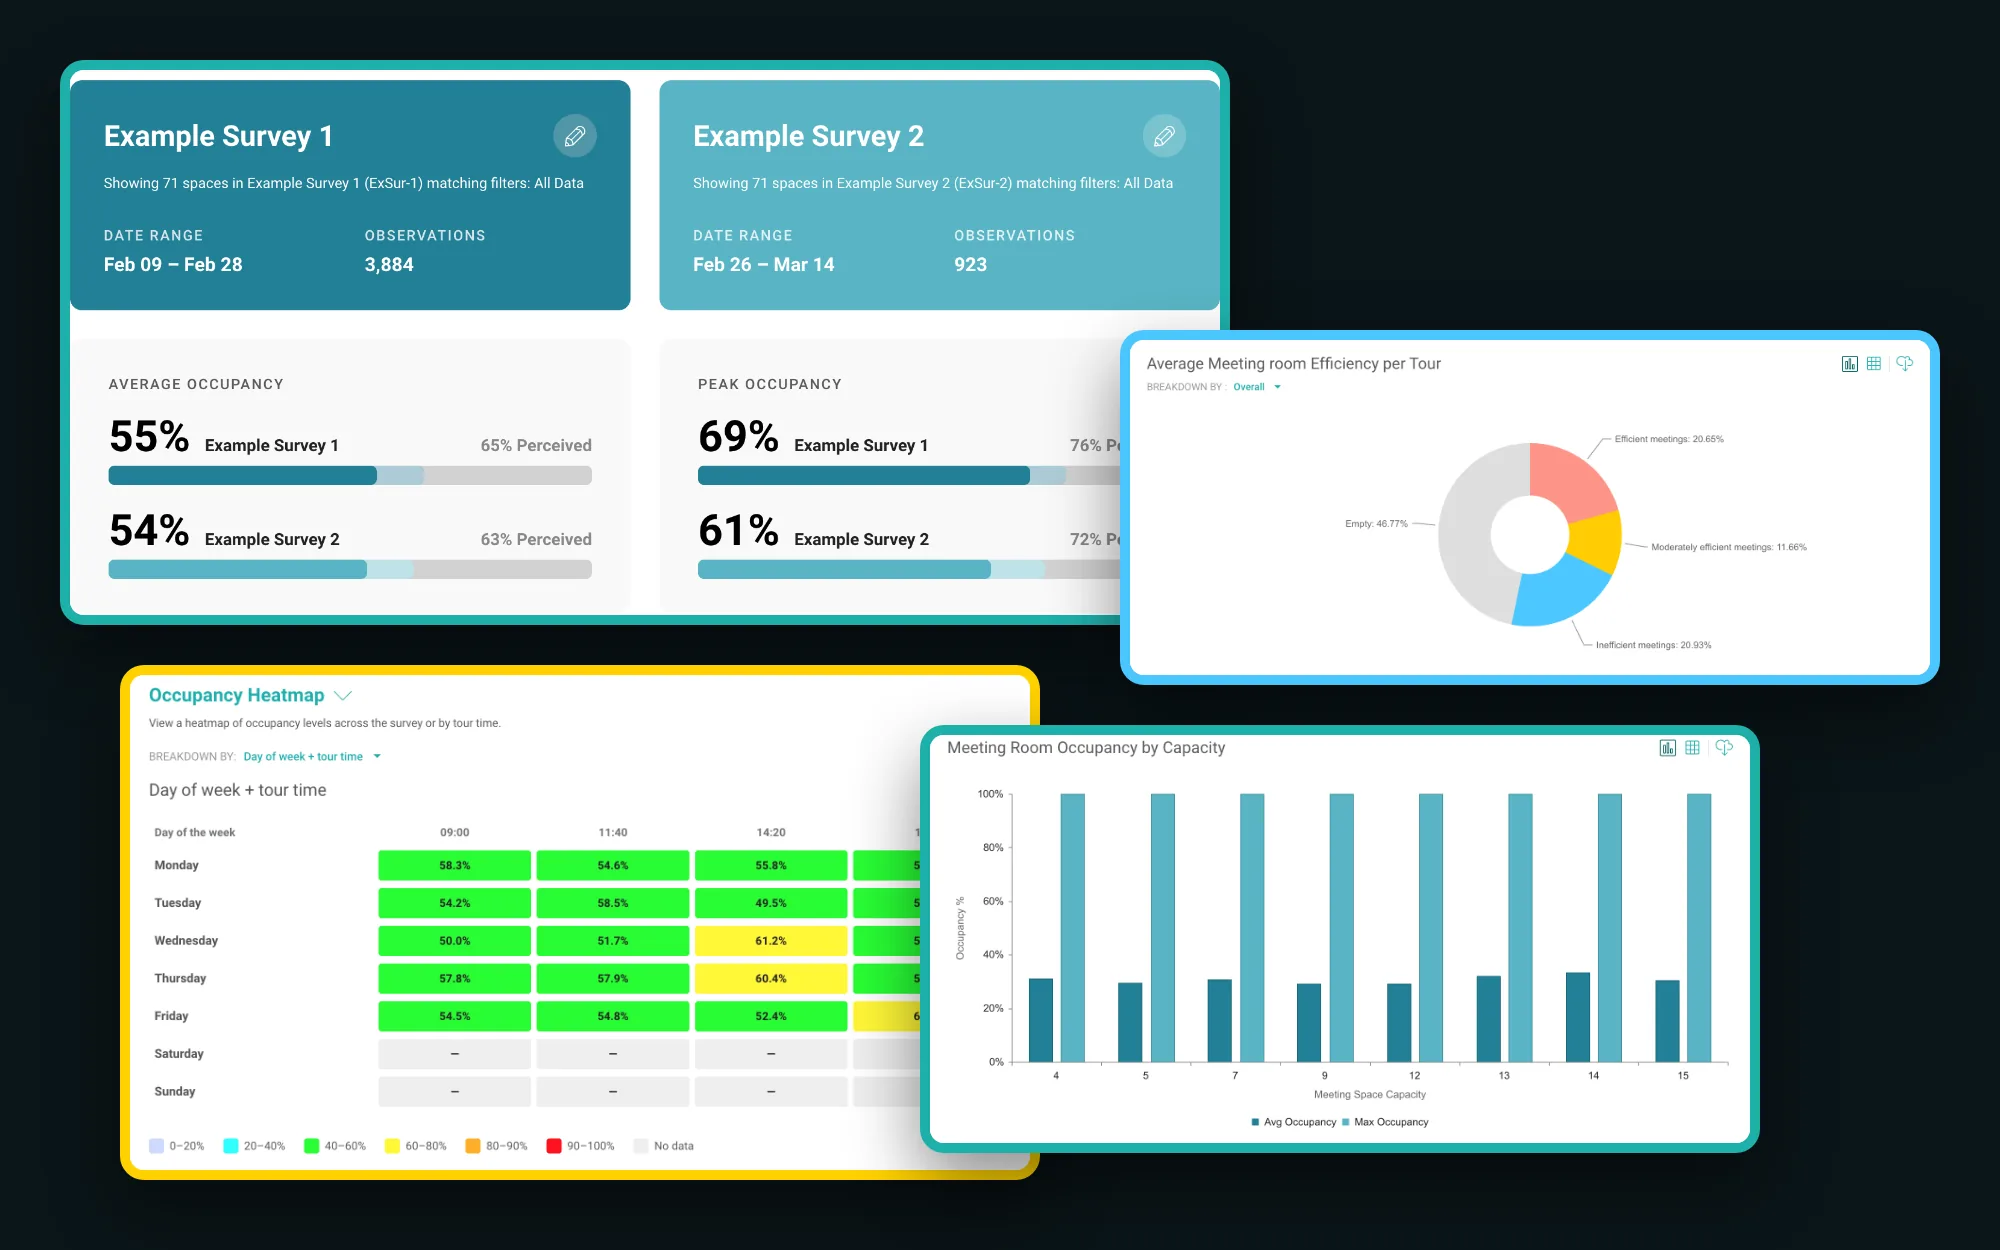 Example Survey 1
Showing 71 spaces in Example Survey 1 (ExSur-1) matching filters: All Data
DATE RANGE OBSERVATIONS
Feb 09 – Feb 28 3,884
Example Survey 2
Showing 71 spaces in Example Survey 2 (ExSur-2) matching filters: All Data
DATE RANGE OBSERVATIONS
Feb 26 – Mar 14 923
AVERAGE OCCUPANCY
55% Example Survey 1 65% Perceived
54% Example Survey 2 63% Perceived
PEAK OCCUPANCY
69% Example Survey 1 76%
61% Example Survey 2 72%
Average Meeting room Efficiency per Tour
BREAKDOWN BY : Overall
Efficient meetings: 20.65%
Empty: 46.77%
Moderately efficient meetings: 11.66%
Inefficient meetings: 20.93%
Occupancy Heatmap
View a heatmap of occupancy levels across the survey or by tour time.
BREAKDOWN BY: Day of week + tour time
Day of week + tour time
Day of the week 09:00 11:40 14:20
Monday 58.3% 54.6% 55.8%
Tuesday 54.2% 58.5% 49.5%
Wednesday 50.0% 51.7% 61.2%
Thursday 57.8% 57.9% 60.4%
Friday 54.5% 54.8% 52.4%
Saturday – – –
Sunday – – –
0–20% 20–40% 40–60% 60–80% 80–90% 90–100% No data
Meeting Room Occupancy by Capacity
100%
80%
60%
40%
20%
0%
Occupancy %
4 5 7 9 12 13 14 15
Meeting Space Capacity
Avg Occupancy Max Occupancy